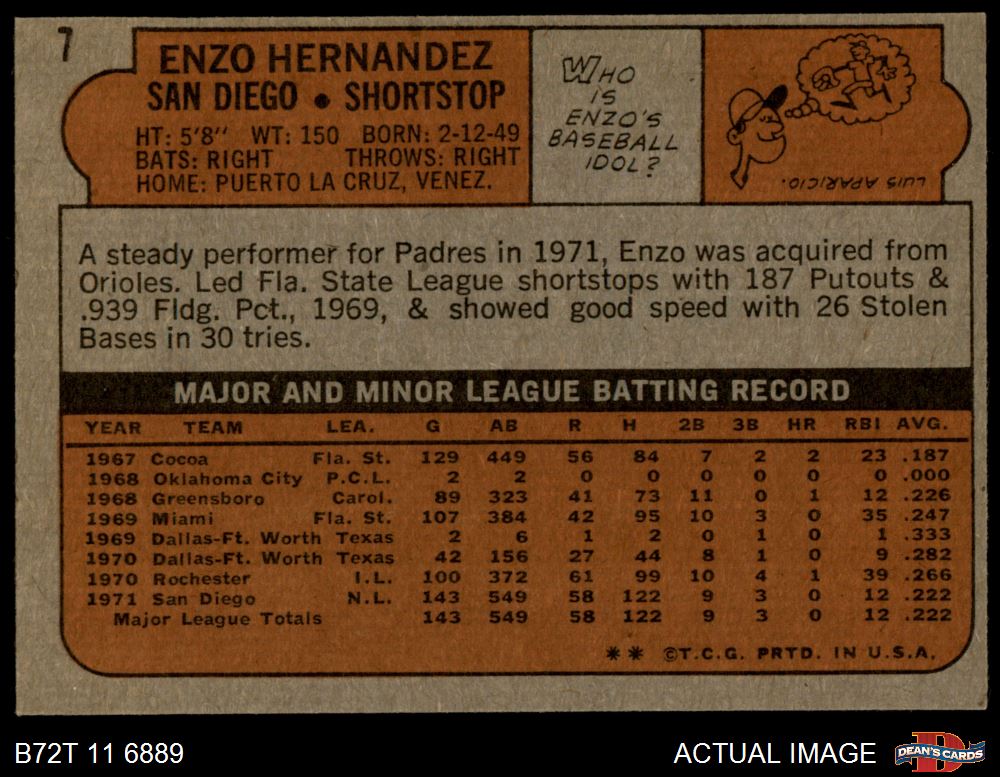 7
ENZO HERNANDEZ
SAN DIEGO • SHORTSTOP
HT: 5'8" WT: 150 BORN: 2-12-49
BATS: RIGHT THROWS: RIGHT
HOME: PUERTO LA CRUZ, VENEZ.
WHO
IS
ENZO'S
BASEBALL
IDOL?
LUIS APARICIO.
A steady performer for Padres in 1971, Enzo was acquired from
Orioles. Led Fla. State League shortstops with 187 Putouts &
.939 Fldg. Pct., 1969, & showed good speed with 26 Stolen
Bases in 30 tries.
MAJOR AND MINOR LEAGUE BATTING RECORD
YEAR TEAM LEA. G AB R H 2B 3B HR RBI AVG.
1967 Cocoa Fla. St. 129 449 56 84 7 2 2 23 .187
1968 Oklahoma City P.C.L. 2 2 0 0 0 0 0 0 .000
1968 Greensboro Carol. 89 323 41 73 11 0 1 12 .226
1969 Miami Fla. St. 107 384 42 95 10 3 0 35 .247
1969 Dallas-Ft. Worth Texas 2 6 1 2 0 1 0 1 .333
1970 Dallas-Ft. Worth Texas 42 156 27 44 8 1 0 9 .282
1970 Rochester I.L. 100 372 61 99 10 4 1 39 .266
1971 San Diego N.L. 143 549 58 122 9 3 0 12 .222
Major League Totals 143 549 58 122 9 3 0 12 .222
** ©T.C.G. PRTD. IN U.S.A.
B72T 11 6889
ACTUAL IMAGE
D
DEAN'S CARDS